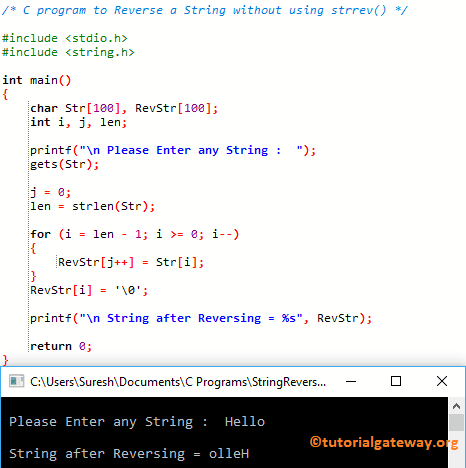 /* C program to Reverse a String without using strrev() */
#include <stdio.h>
#include <string.h>
int main()
{
char Str[100], RevStr[100];
int i, j, len;
printf("\n Please Enter any String :  ");
gets(Str);
j = 0;
len = strlen(Str);
for (i = len - 1; i >= 0; i--)
{
RevStr[j++] = Str[i];
}
RevStr[i] = '\0';
printf("\n String after Reversing = %s", RevStr);
return 0;
}
C:\Users\Suresh\Documents\C Programs\StringRevers...
Please Enter any String :  Hello
©tutorialgateway.org
String after Reversing = olleH